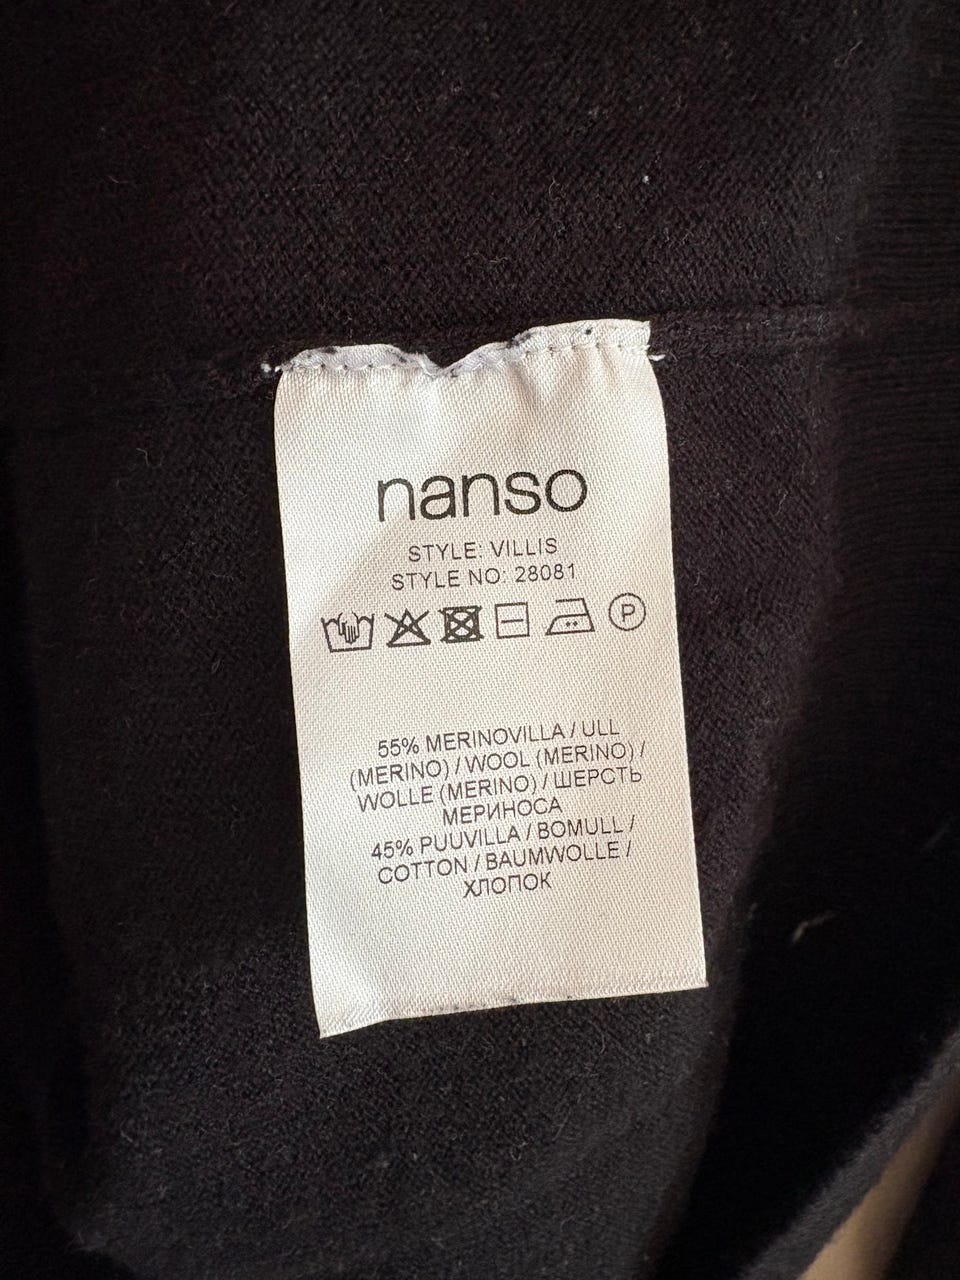 nanso
STYLE: VILLIS
STYLE NO: 28081
P
55% MERINOVILLA / ULL
(MERINO) / WOOL (MERINO) /
WOLLE (MERINO) / ШЕРСТЬ
МЕРИНОСА
45% PUUVILLA / BOMULL /
COTTON / BAUMWOLLE /
ХЛОПОК